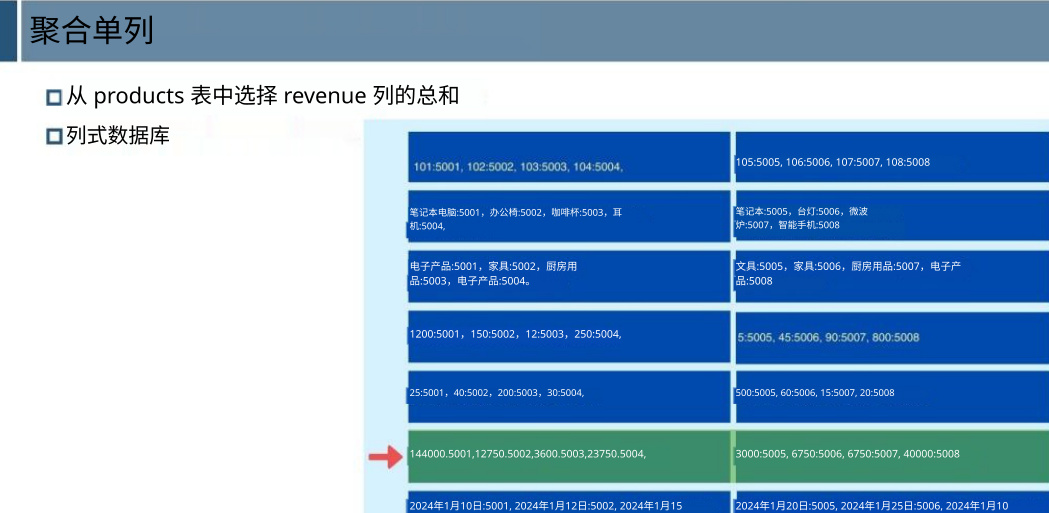 聚合单列
从 products 表中选择 revenue 列的总和
列式数据库
101:5001, 102:5002, 103:5003, 104:5004,
105:5005, 106:5006, 107:5007, 108:5008
笔记本电脑:5001，办公椅:5002，咖啡杯:5003，耳
机:5004,
笔记本:5005，台灯:5006，微波
炉:5007，智能手机:5008
电子产品:5001，家具:5002，厨房用
品:5003，电子产品:5004。
文具:5005，家具:5006，厨房用品:5007，电子产
品:5008
1200:5001，150:5002，12:5003，250:5004,
5:5005, 45:5006, 90:5007, 800:5008
25:5001，40:5002，200:5003，30:5004,
500:5005, 60:5006, 15:5007, 20:5008
144000.5001,12750.5002,3600.5003,23750.5004,
3000:5005, 6750:5006, 6750:5007, 40000:5008
2024年1月10日:5001, 2024年1月12日:5002, 2024年1月15
2024年1月20日:5005, 2024年1月25日:5006, 2024年1月10